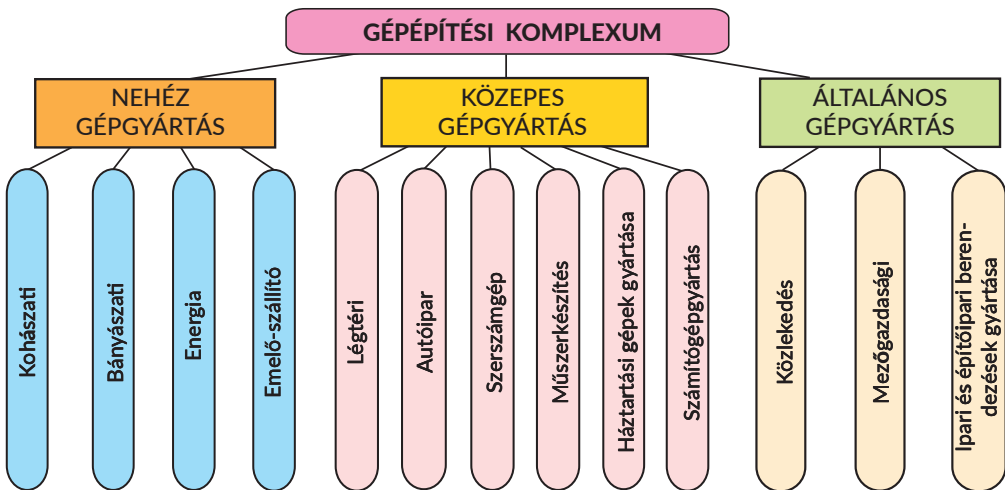 GÉPÉPÍTÉSI KOMPLEXUM
NEHÉZ
GÉPGYÁRTÁS
KÖZEPES
GÉPGYÁRTÁS
ÁLTALÁNOS
GÉPGYÁRTÁS
Kohászati
Bányászati
Energia
Emelő-szállító
Légtéri
Autóipar
Szerszámgép
Műszerkészítés
Háztartási gépek gyártása
Számítógépgyártás
Közlekedés
Mezőgazdasági
Ipari és építőipari beren-
dezések gyártása